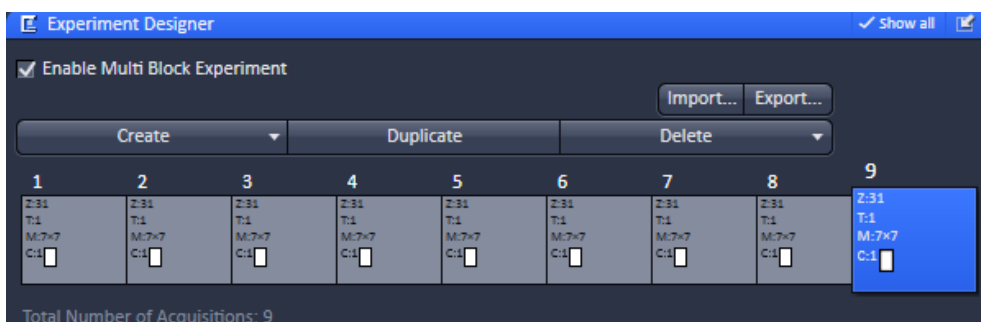 Experiment Designer
Show all
Enable Multi Block Experiment
Import... Export...
Create Duplicate Delete
1 2 3 4 5 6 7 8 9
Z:31 Z:31 Z:31 Z:31 Z:31 Z:31 Z:31 Z:31 Z:31
T:1 T:1 T:1 T:1 T:1 T:1 T:1 T:1 T:1
M:7×7 M:7×7 M:7×7 M:7×7 M:7×7 M:7×7 M:7×7 M:7×7 M:7×7
C:1 C:1 C:1 C:1 C:1 C:1 C:1 C:1 C:1
Total Number of Acquisitions: 9